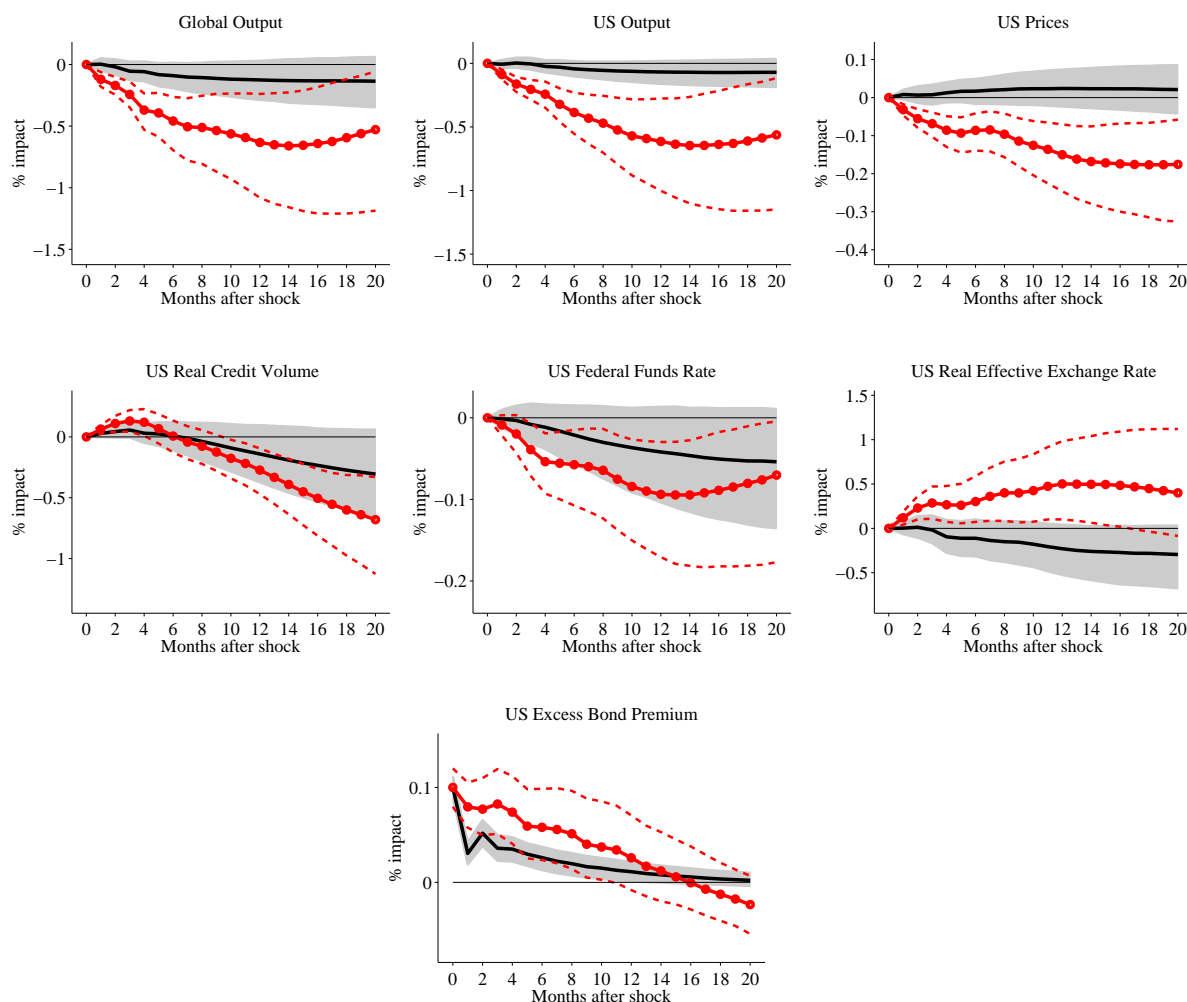 Global Output
% impact
0
−0.5
−1
−1.5
0 2 4 6 8 10 12 14 16 18 20
Months after shock
US Output
% impact
0
−0.5
−1
−1.5
0 2 4 6 8 10 12 14 16 18 20
Months after shock
US Prices
% impact
0.1
0
−0.1
−0.2
−0.3
−0.4
0 2 4 6 8 10 12 14 16 18 20
Months after shock
US Real Credit Volume
% impact
0
−0.5
−1
0 2 4 6 8 10 12 14 16 18 20
Months after shock
US Federal Funds Rate
% impact
0
−0.1
−0.2
0 2 4 6 8 10 12 14 16 18 20
Months after shock
US Real Effective Exchange Rate
% impact
1.5
1
0.5
0
−0.5
0 2 4 6 8 10 12 14 16 18 20
Months after shock
US Excess Bond Premium
% impact
0.1
0
0 2 4 6 8 10 12 14 16 18 20
Months after shock